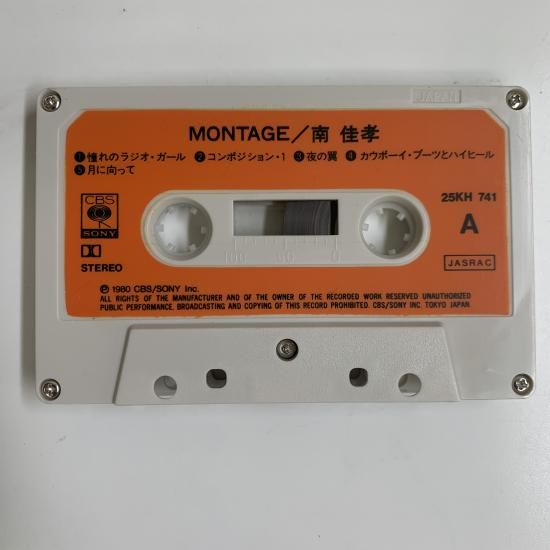 JAPAN
MONTAGE/南 佳孝
❶憧れのラジオ・ガール ❷コンポジション・1 ❸夜の翼 ❹カウボーイ・ブーツとハイヒール
❺月に向って
CBS
SONY
25KH 741
A
STEREO
JASRAC
100 50 0
Ⓟ1980 CBS/SONY Inc.
ALL RIGHTS OF THE MANUFACTURER AND OF THE OWNER OF THE RECORDED WORK RESERVED UNAUTHORIZED
PUBLIC PERFORMANCE, BROADCASTING AND COPYING OF THIS RECORD PROHIBITED. CBS/SONY INC. TOKYO JAPAN